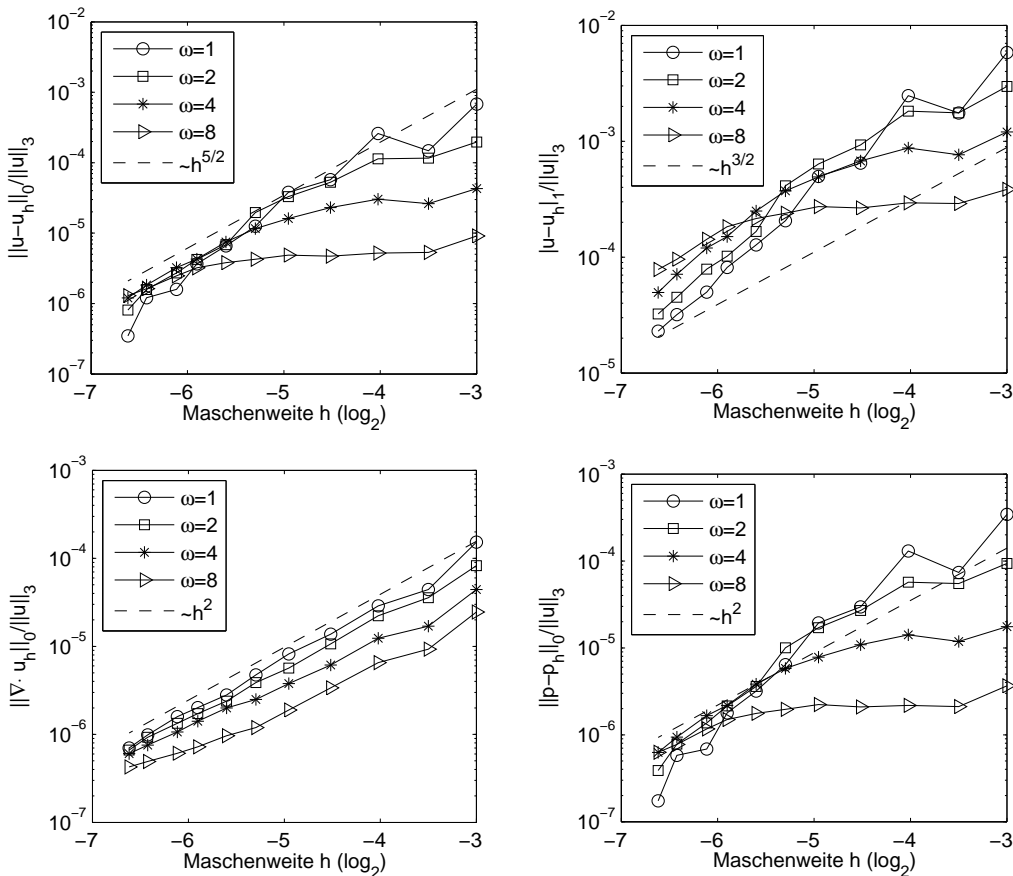 10^−2
10^−3
10^−4
10^−5
10^−6
10^−7
||u−u_h||_0/||u||_3
ω=1
ω=2
ω=4
ω=8
~h^5/2
−7 −6 −5 −4 −3
Maschenweite h (log_2)
10^−2
10^−3
10^−4
10^−5
|u−u_h|_1/||u||_3
ω=1
ω=2
ω=4
ω=8
~h^3/2
−7 −6 −5 −4 −3
Maschenweite h (log_2)
10^−3
10^−4
10^−5
10^−6
10^−7
||∇· u_h||_0/||u||_3
ω=1
ω=2
ω=4
ω=8
~h^2
−7 −6 −5 −4 −3
Maschenweite h (log_2)
10^−3
10^−4
10^−5
10^−6
10^−7
||p−p_h||_0/||u||_3
ω=1
ω=2
ω=4
ω=8
~h^2
−7 −6 −5 −4 −3
Maschenweite h (log_2)